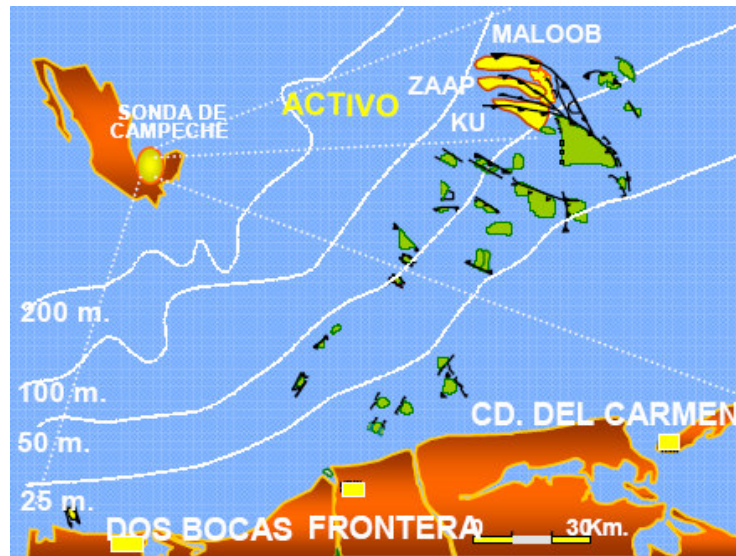 MALOOB
ZAAP
ACTIVO
SONDA DE
CAMPECHE
KU
200 m.
100 m.
CD. DEL CARMEN
50 m.
25 m.
DOS BOCAS
FRONTERA
0 30Km.